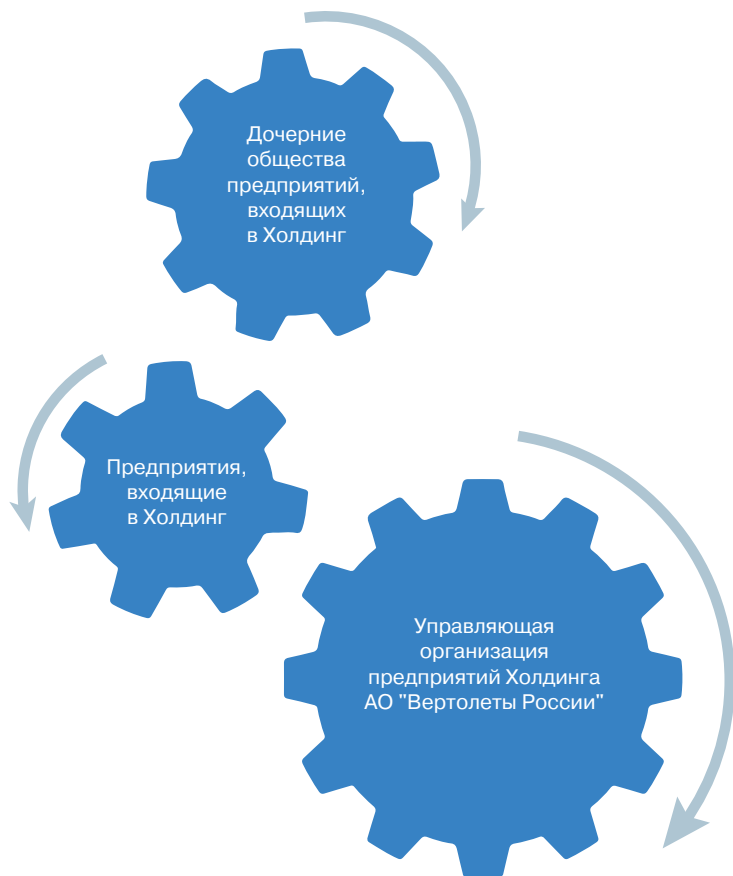 Дочерние
общества
предприятий,
входящих
в Холдинг
Предприятия,
входящие
в Холдинг
Управляющая
организация
предприятий Холдинга
АО "Вертолеты России"